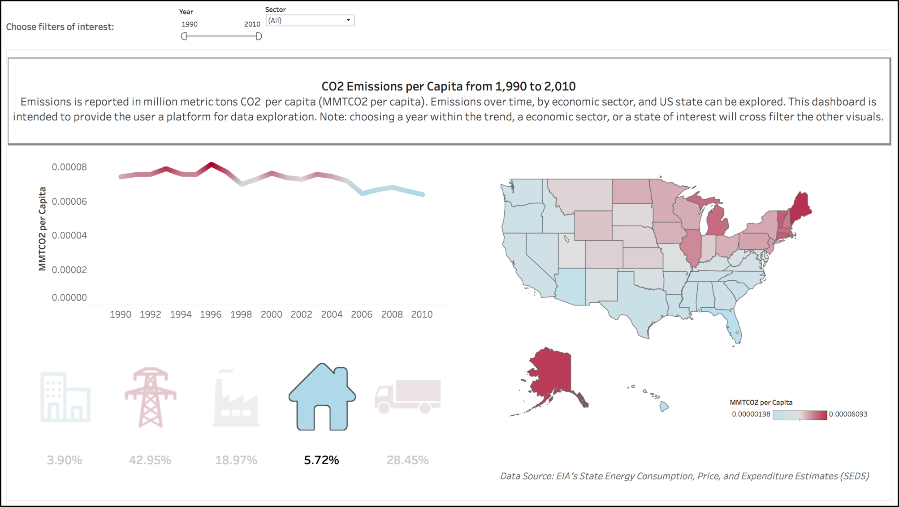 Choose filters of interest:
Year
1990 2010
Sector
(All)
CO2 Emissions per Capita from 1,990 to 2,010
Emissions is reported in million metric tons CO2 per capita (MMTCO2 per capita). Emissions over time, by economic sector, and US state can be explored. This dashboard is
intended to provide the user a platform for data exploration. Note: choosing a year within the trend, a economic sector, or a state of interest will cross filter the other visuals.
MMTCO2 per Capita
0.00008
0.00006
0.00004
0.00002
0.00000
1990 1992 1994 1996 1998 2000 2002 2004 2006 2008 2010
3.90% 42.95% 18.97% 5.72% 28.45%
MMTCO2 per Capita
0.00000198 0.00006093
Data Source: EIA's State Energy Consumption, Price, and Expenditure Estimates (SEDS)